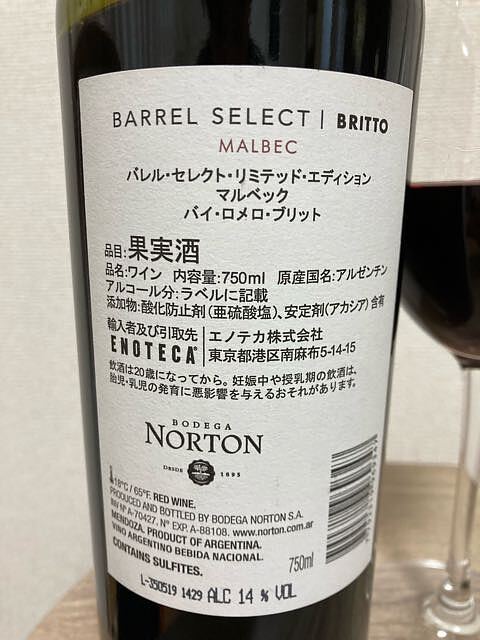 BARREL SELECT | BRITTO
MALBEC
バレル・セレクト・リミテッド・エディション
マルベック
バイ・ロメロ・ブリット
品目:果実酒
品名:ワイン 内容量:750ml 原産国名:アルゼンチン
アルコール分:ラベルに記載
添加物:酸化防止剤(亜硫酸塩)、安定剤(アカシア)含有
輸入者及び引取先
ENOTECA
エノテカ株式会社
東京都港区南麻布5-14-15
飲酒は20歳になってから。妊娠中や授乳期の飲酒は、
胎児・乳児の発育に悪影響を与えるおそれがあります。
BODEGA
NORTON
DESDE 1895
18°C / 65°F. RED WINE.
PRODUCED AND BOTTLED BY BODEGA NORTON S.A.
INV N° A-70427. N° EXP. A-88108. www.norton.com.ar
MENDOZA. PRODUCT OF ARGENTINA.
VINO ARGENTINO BEBIDA NACIONAL.
CONTAINS SULFITES.
750ml
L-350519 1429 ALC 14 % VOL